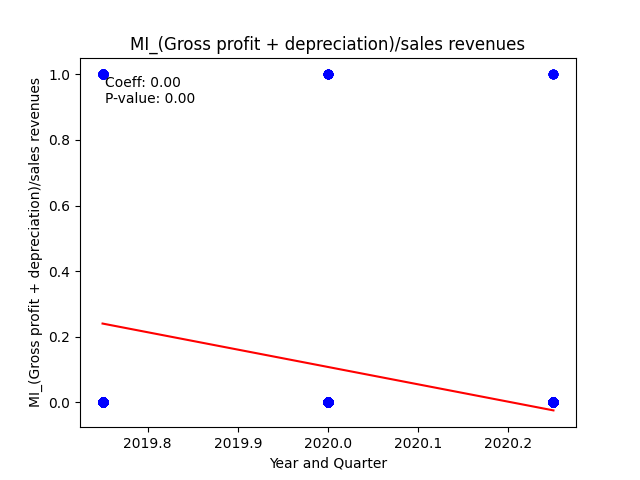 MI_(Gross profit + depreciation)/sales revenues
Coeff: 0.00
P-value: 0.00
MI_(Gross profit + depreciation)/sales revenues
1.0
0.8
0.6
0.4
0.2
0.0
2019.8 2019.9 2020.0 2020.1 2020.2
Year and Quarter